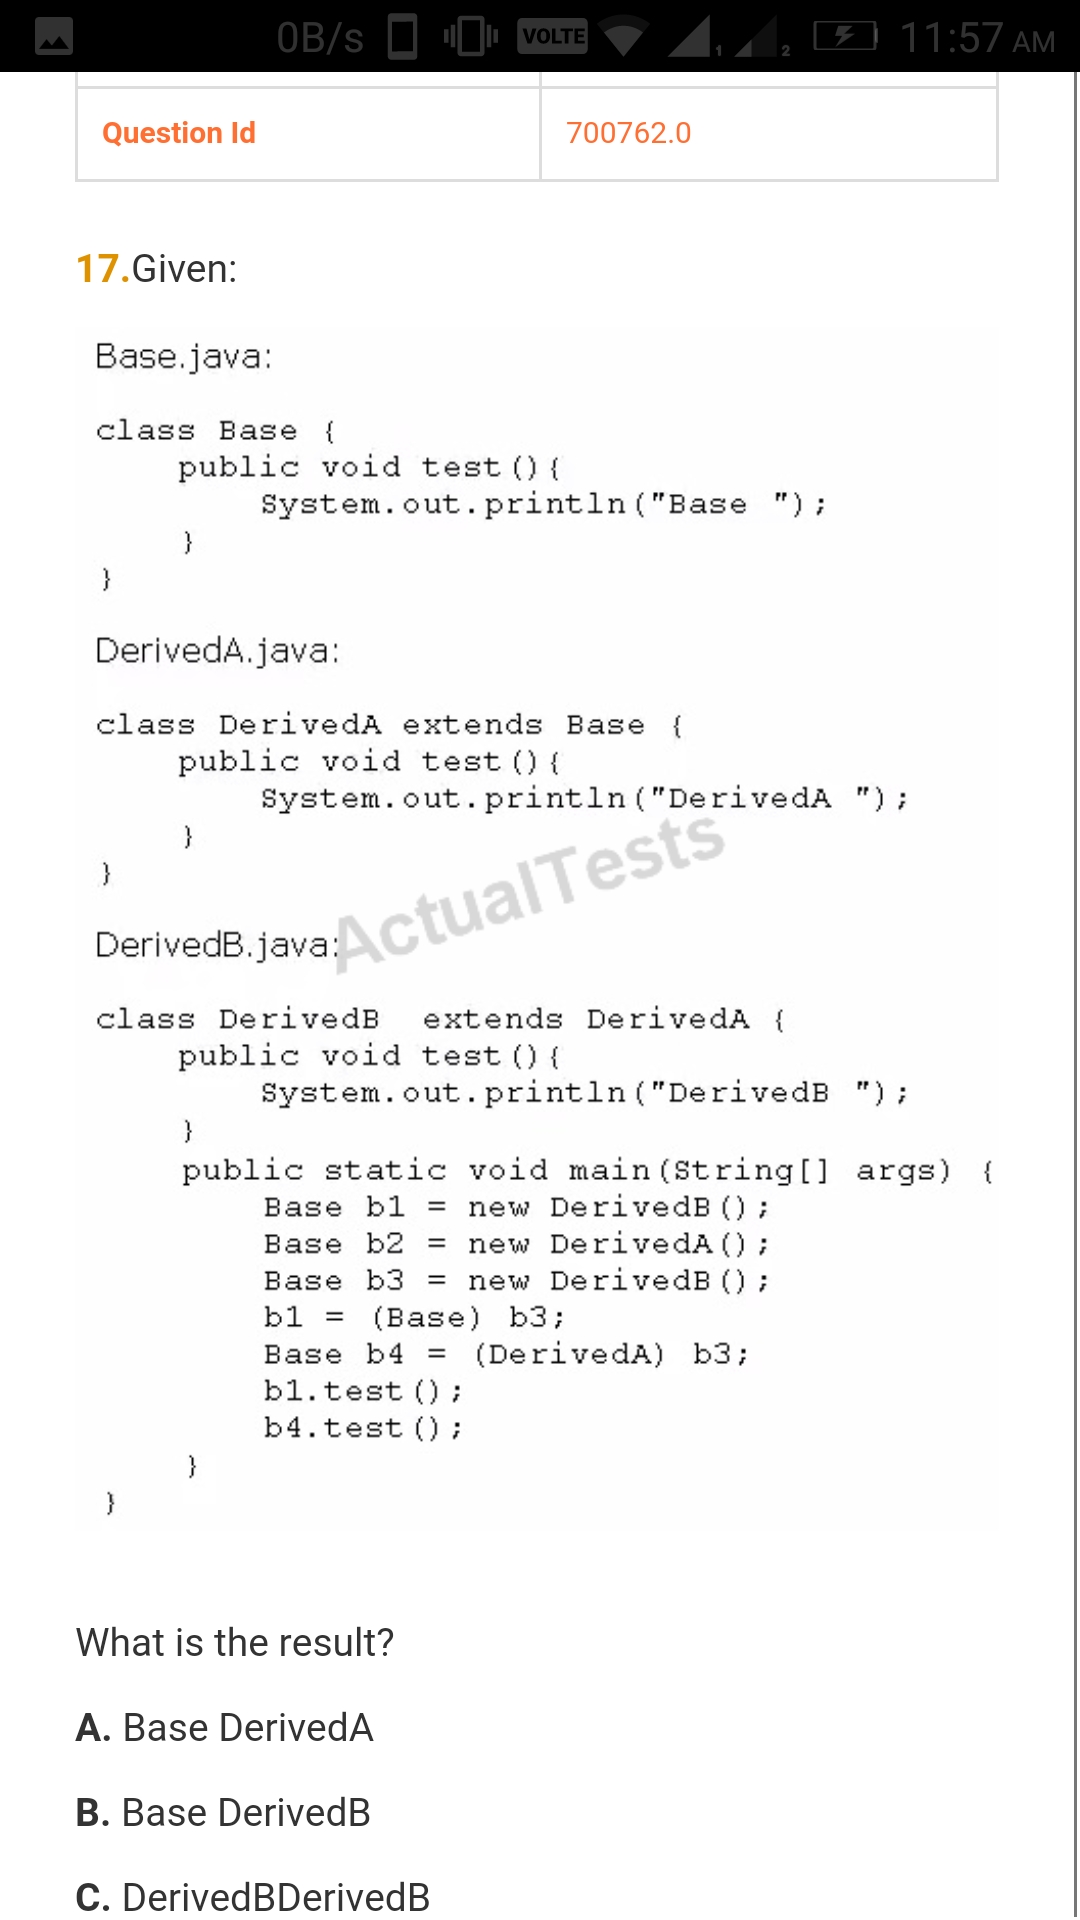 0B/s VOLTE 1 2 11:57 AM
Question Id 700762.0
17.Given:
Base.java:
class Base {
public void test(){
System.out.println("Base ");
}
}
DerivedA.java:
class DerivedA extends Base {
public void test(){
System.out.println("DerivedA ");
}
}
ActualTests
DerivedB.java:
class DerivedB extends DerivedA {
public void test(){
System.out.println("DerivedB ");
}
public static void main(String[] args) {
Base b1 = new DerivedB();
Base b2 = new DerivedA();
Base b3 = new DerivedB();
b1 = (Base) b3;
Base b4 = (DerivedA) b3;
b1.test();
b4.test();
}
}
What is the result?
A. Base DerivedA
B. Base DerivedB
C. DerivedBDerivedB